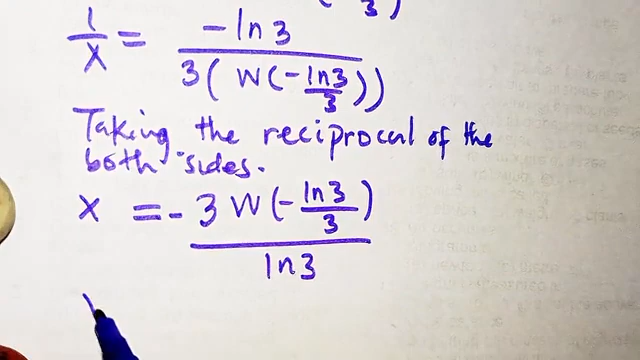 1/x = -ln3 / 3(W(-ln3/3))
Taking the reciprocal of the
both sides.
x = - 3W(-ln3/3) / ln3